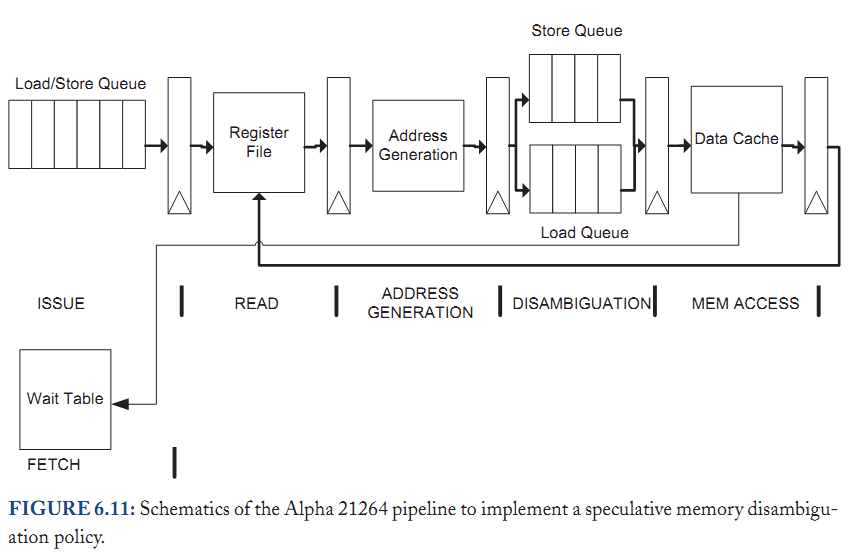 Store Queue
Load/Store Queue
Register
File
Address
Generation
Data Cache
Load Queue
ISSUE
READ
ADDRESS
GENERATION
DISAMBIGUATION
MEM ACCESS
Wait Table
FETCH
FIGURE 6.11: Schematics of the Alpha 21264 pipeline to implement a speculative memory disambigu-
ation policy.